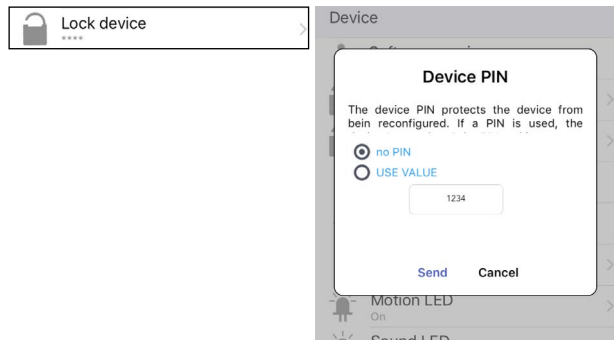 Lock device
****
Device
Device PIN
The device PIN protects the device from
bein reconfigured. If a PIN is used, the
no PIN
USE VALUE
1234
Send Cancel
Motion LED
On
Sound LED